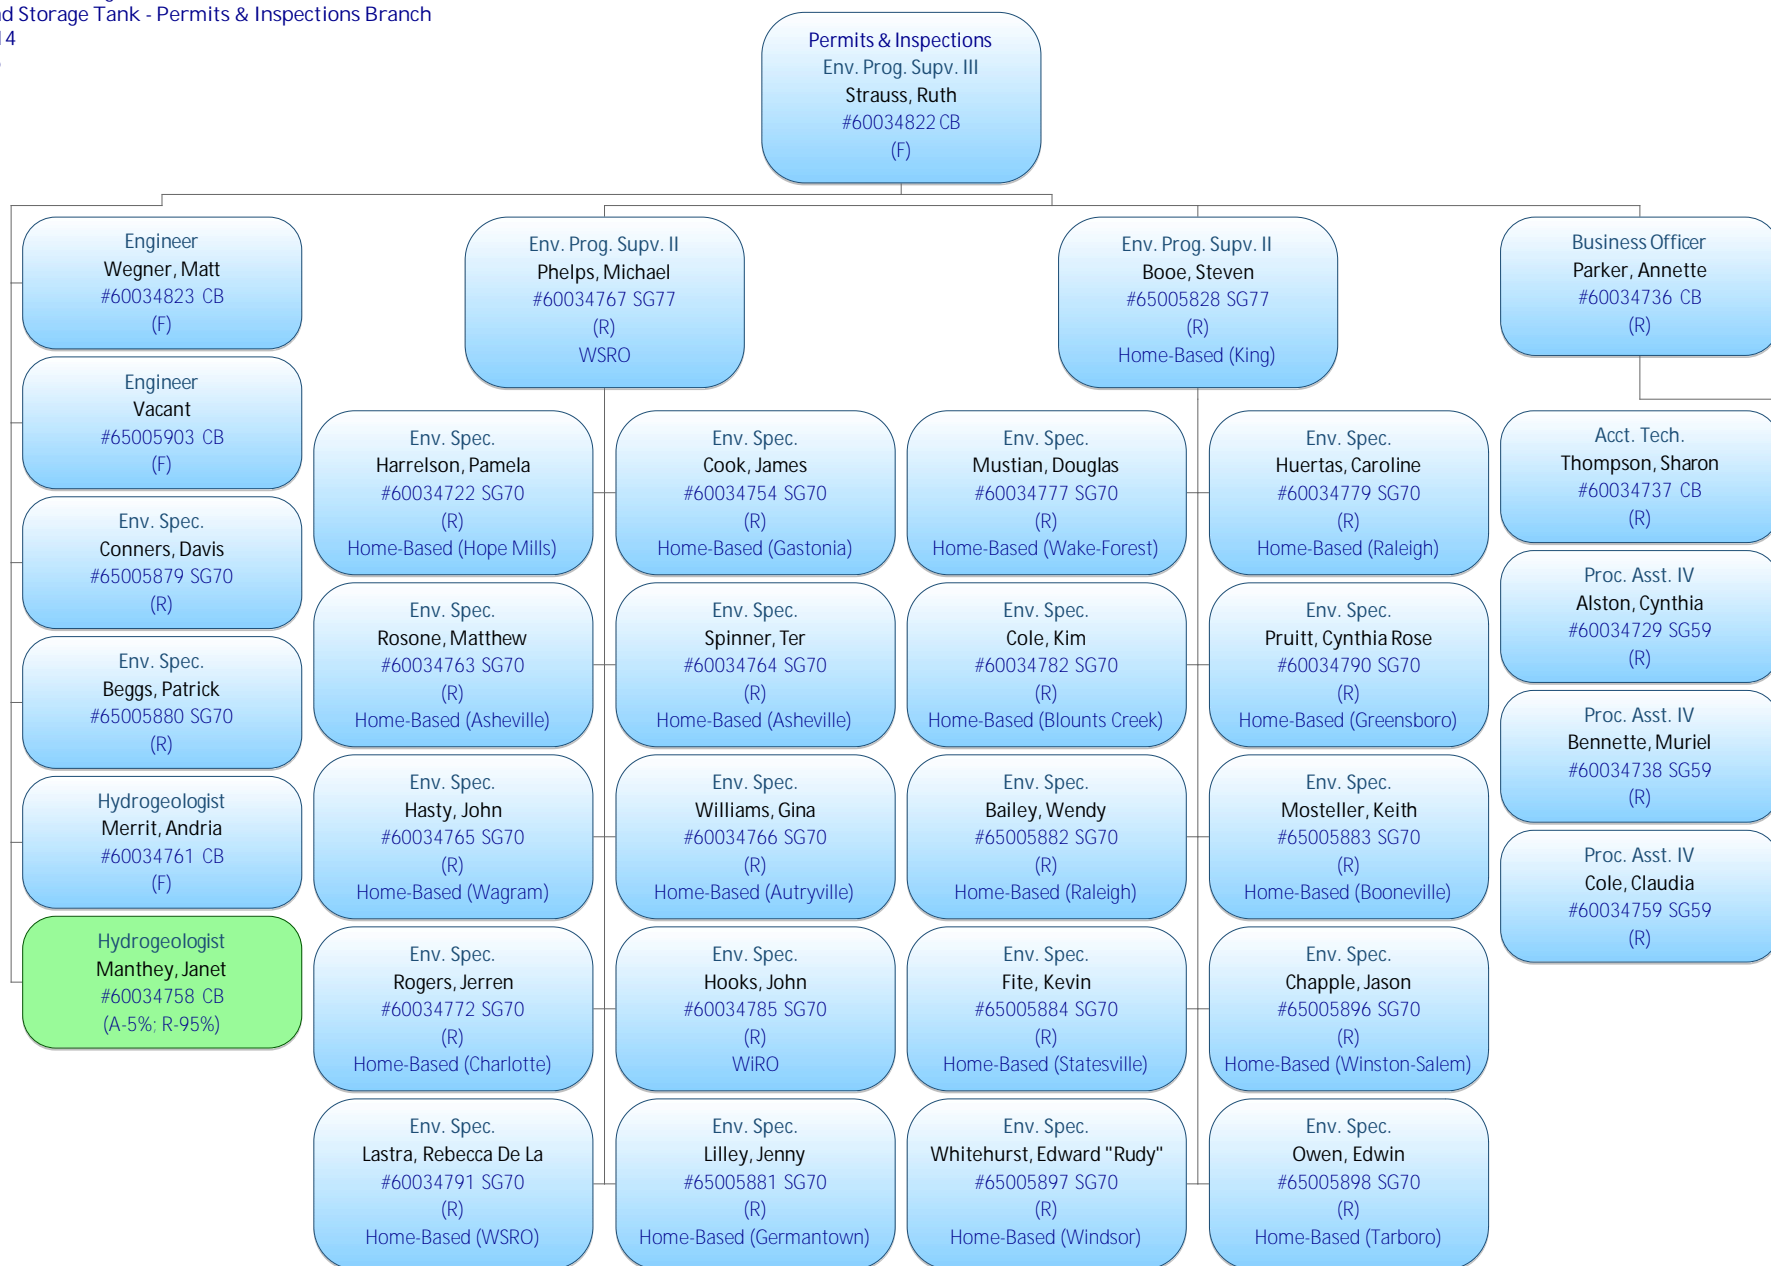 d Storage Tank - Permits & Inspections Branch
14
Permits & Inspections
Env. Prog. Supv. III
Strauss, Ruth
#60034822 CB
(F)
Engineer
Wegner, Matt
#60034823 CB
(F)
Engineer
Vacant
#65005903 CB
(F)
Env. Spec.
Conners, Davis
#65005879 SG70
(R)
Env. Spec.
Beggs, Patrick
#65005880 SG70
(R)
Hydrogeologist
Merrit, Andria
#60034761 CB
(F)
Hydrogeologist
Manthey, Janet
#60034758 CB
(A-5%; R-95%)
Env. Prog. Supv. II
Phelps, Michael
#60034767 SG77
(R)
WSRO
Env. Spec.
Harrelson, Pamela
#60034722 SG70
(R)
Home-Based (Hope Mills)
Env. Spec.
Cook, James
#60034754 SG70
(R)
Home-Based (Gastonia)
Env. Spec.
Rosone, Matthew
#60034763 SG70
(R)
Home-Based (Asheville)
Env. Spec.
Spinner, Ter
#60034764 SG70
(R)
Home-Based (Asheville)
Env. Spec.
Hasty, John
#60034765 SG70
(R)
Home-Based (Wagram)
Env. Spec.
Williams, Gina
#60034766 SG70
(R)
Home-Based (Autryville)
Env. Spec.
Rogers, Jerren
#60034772 SG70
(R)
Home-Based (Charlotte)
Env. Spec.
Hooks, John
#60034785 SG70
(R)
WiRO
Env. Spec.
Lastra, Rebecca De La
#60034791 SG70
(R)
Home-Based (WSRO)
Env. Spec.
Lilley, Jenny
#65005881 SG70
(R)
Home-Based (Germantown)
Env. Prog. Supv. II
Booe, Steven
#65005828 SG77
(R)
Home-Based (King)
Env. Spec.
Mustian, Douglas
#60034777 SG70
(R)
Home-Based (Wake-Forest)
Env. Spec.
Huertas, Caroline
#60034779 SG70
(R)
Home-Based (Raleigh)
Env. Spec.
Cole, Kim
#60034782 SG70
(R)
Home-Based (Blounts Creek)
Env. Spec.
Pruitt, Cynthia Rose
#60034790 SG70
(R)
Home-Based (Greensboro)
Env. Spec.
Bailey, Wendy
#65005882 SG70
(R)
Home-Based (Raleigh)
Env. Spec.
Mosteller, Keith
#65005883 SG70
(R)
Home-Based (Booneville)
Env. Spec.
Fite, Kevin
#65005884 SG70
(R)
Home-Based (Statesville)
Env. Spec.
Chapple, Jason
#65005896 SG70
(R)
Home-Based (Winston-Salem)
Env. Spec.
Whitehurst, Edward "Rudy"
#65005897 SG70
(R)
Home-Based (Windsor)
Env. Spec.
Owen, Edwin
#65005898 SG70
(R)
Home-Based (Tarboro)
Business Officer
Parker, Annette
#60034736 CB
(R)
Acct. Tech.
Thompson, Sharon
#60034737 CB
(R)
Proc. Asst. IV
Alston, Cynthia
#60034729 SG59
(R)
Proc. Asst. IV
Bennette, Muriel
#60034738 SG59
(R)
Proc. Asst. IV
Cole, Claudia
#60034759 SG59
(R)